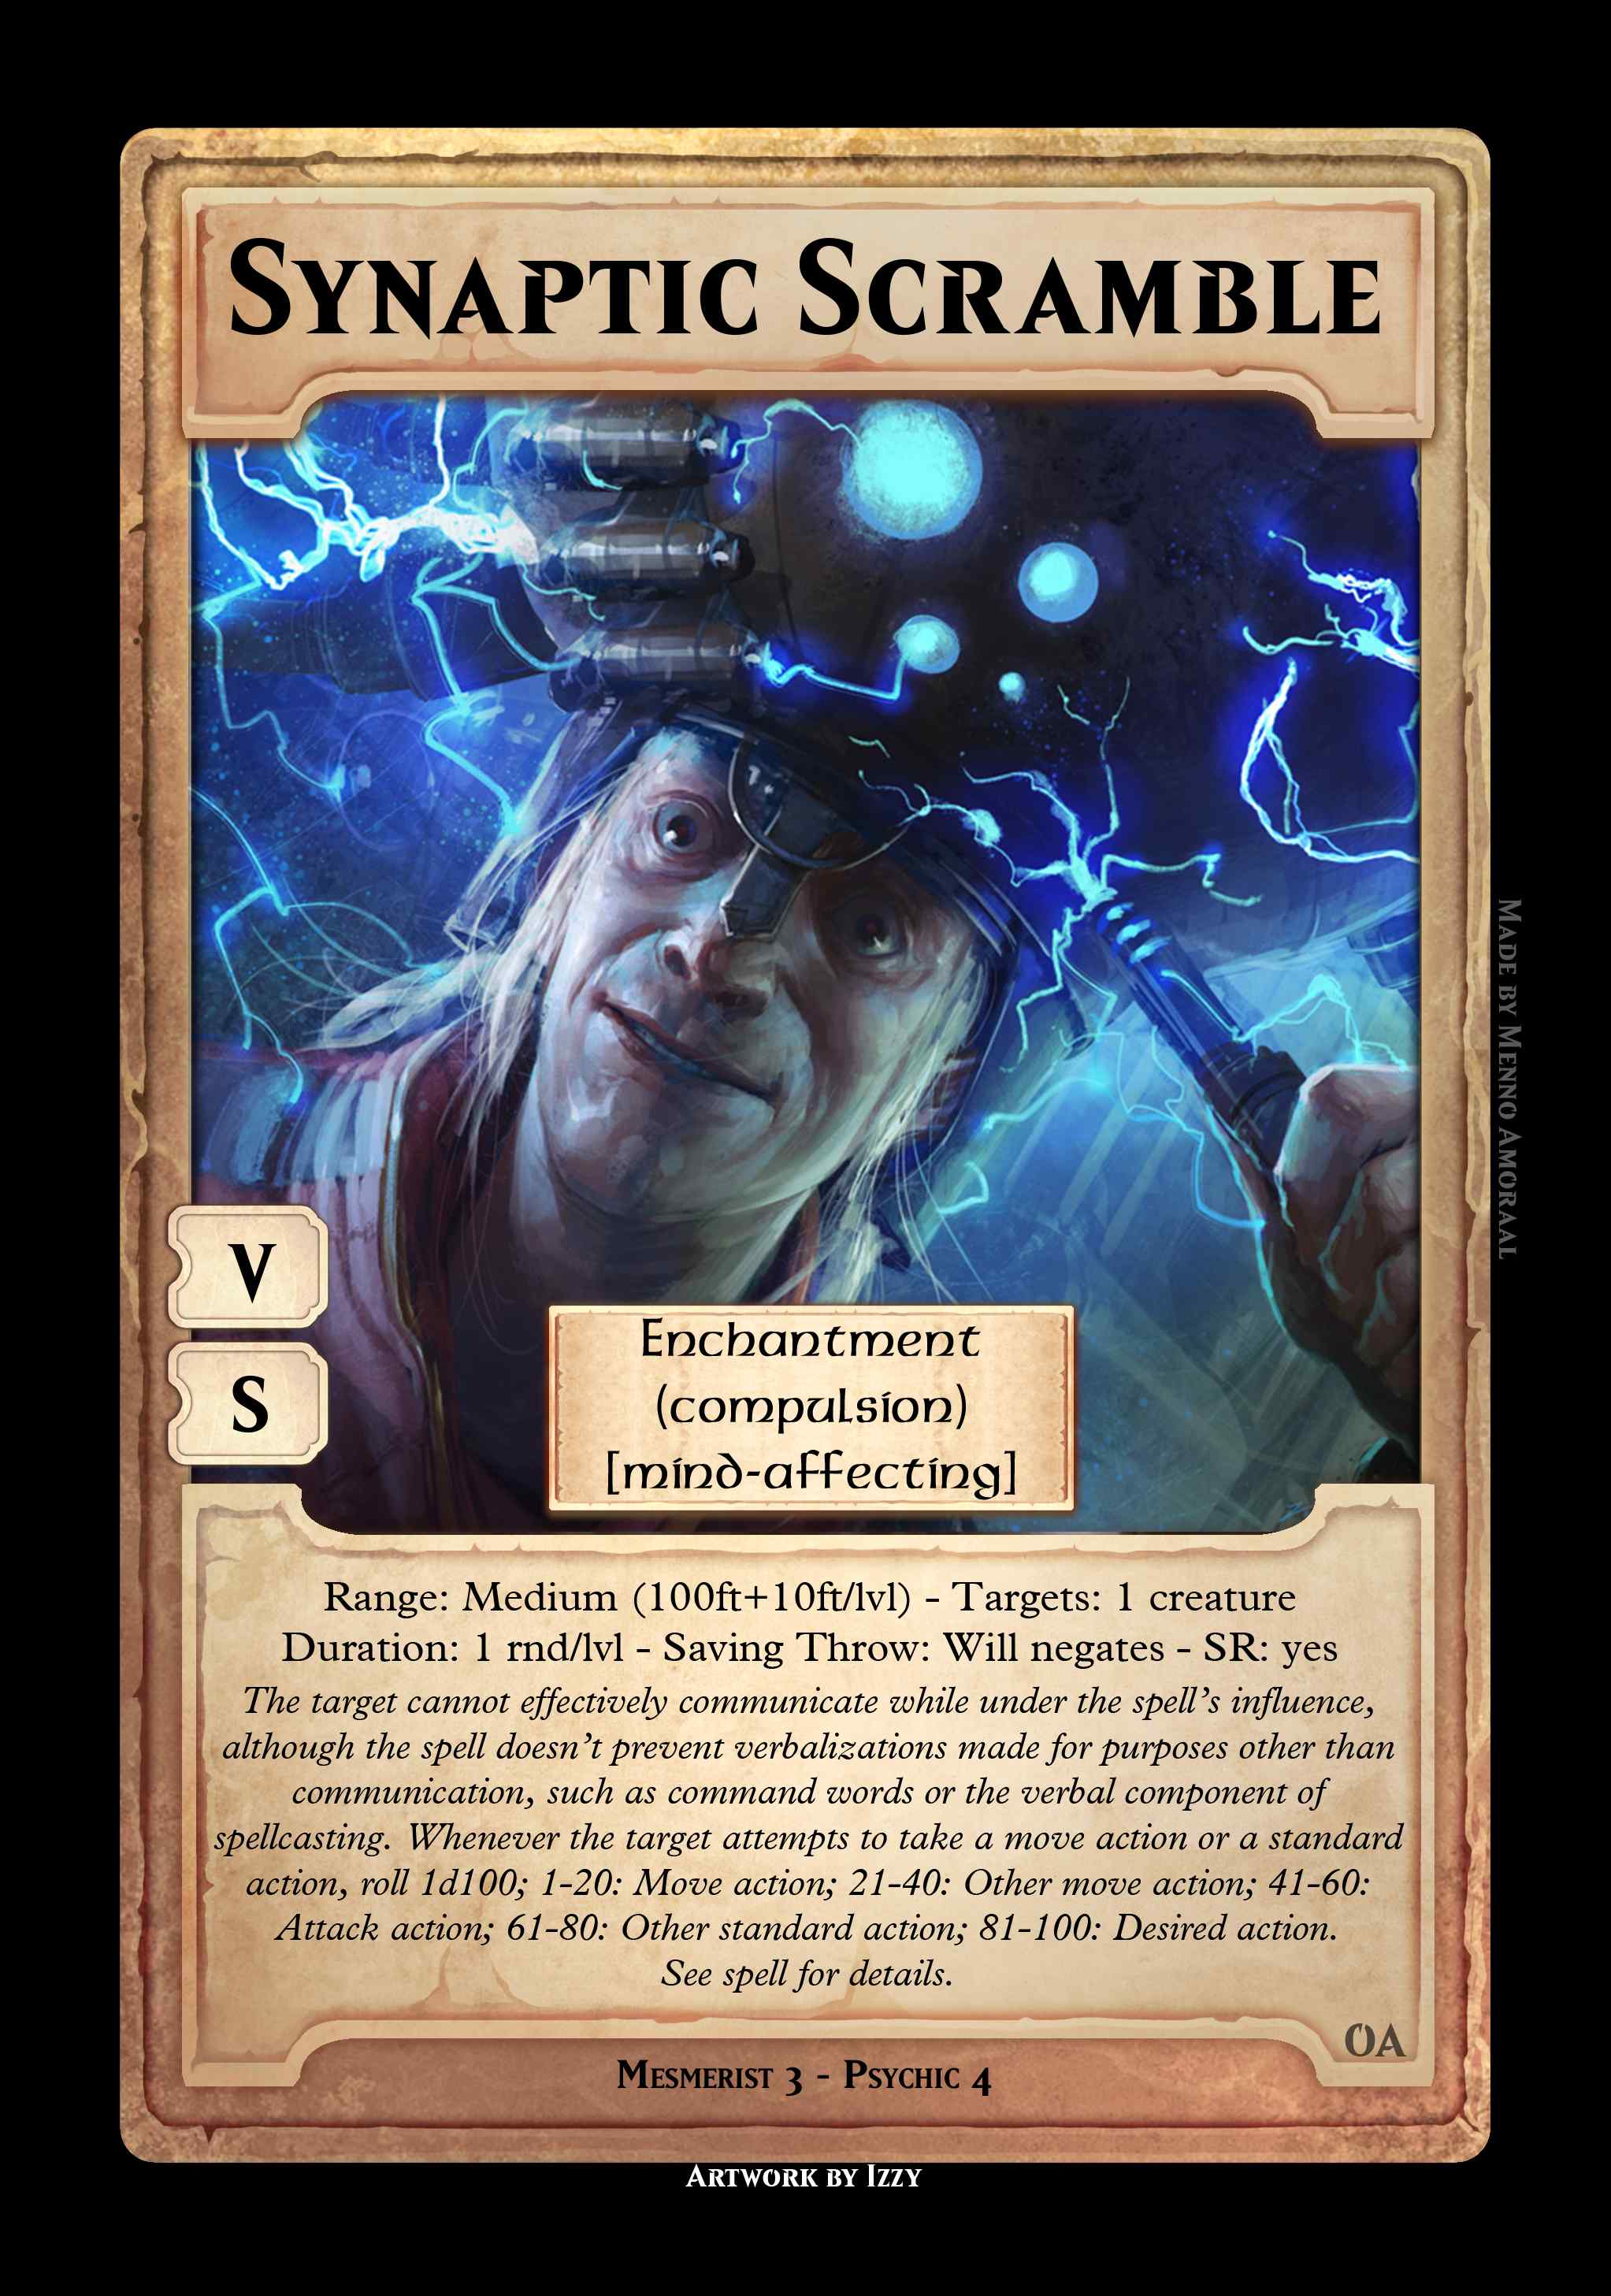 Synaptic Scramble
V
S
Enchantment
(compulsion)
[mind-affecting]
Range: Medium (100ft+10ft/lvl) - Targets: 1 creature
Duration: 1 rnd/lvl - Saving Throw: Will negates - SR: yes
The target cannot effectively communicate while under the spell's influence,
although the spell doesn't prevent verbalizations made for purposes other than
communication, such as command words or the verbal component of
spellcasting. Whenever the target attempts to take a move action or a standard
action, roll 1d100; 1-20: Move action; 21-40: Other move action; 41-60:
Attack action; 61-80: Other standard action; 81-100: Desired action.
See spell for details.
OA
Mesmerist 3 - Psychic 4
Artwork by Izzy
Made by Menno Amoraal